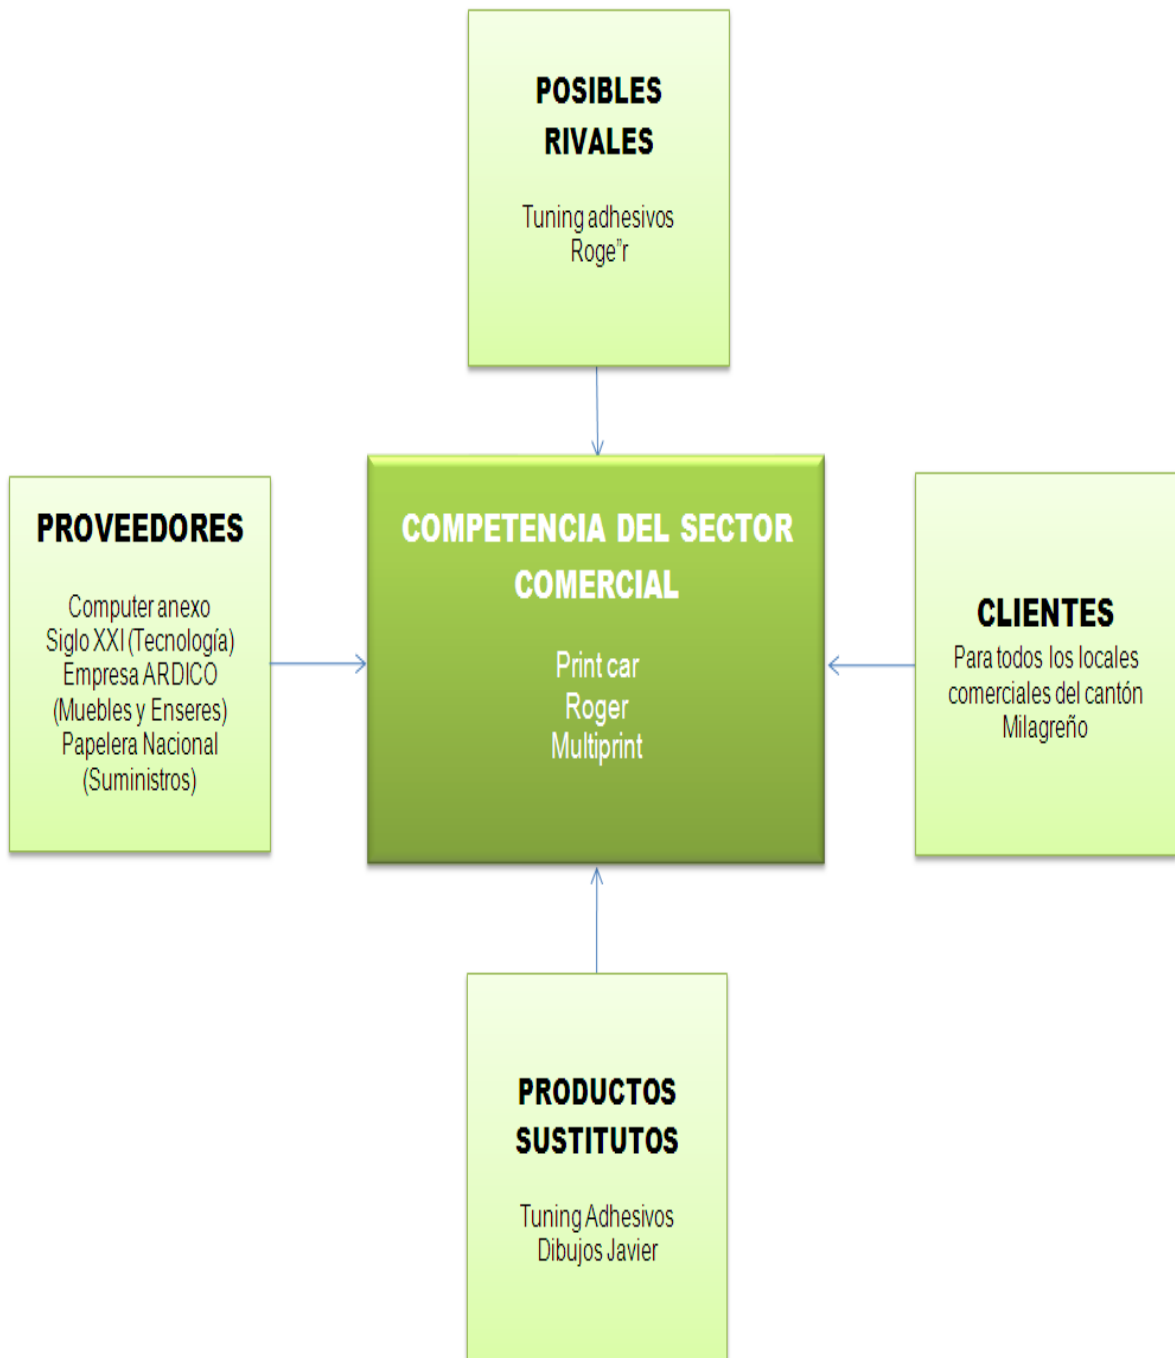 POSIBLES
RIVALES
Tuning adhesivos
Roge”r
PROVEEDORES
Computer anexo
Siglo XXI (Tecnología)
Empresa ARDICO
(Muebles y Enseres)
Papelera Nacional
(Suministros)
COMPETENCIA DEL SECTOR
COMERCIAL
Print car
Roger
Multiprint
CLIENTES
Para todos los locales
comerciales del cantón
Milagreño
PRODUCTOS
SUSTITUTOS
Tuning Adhesivos
Dibujos Javier